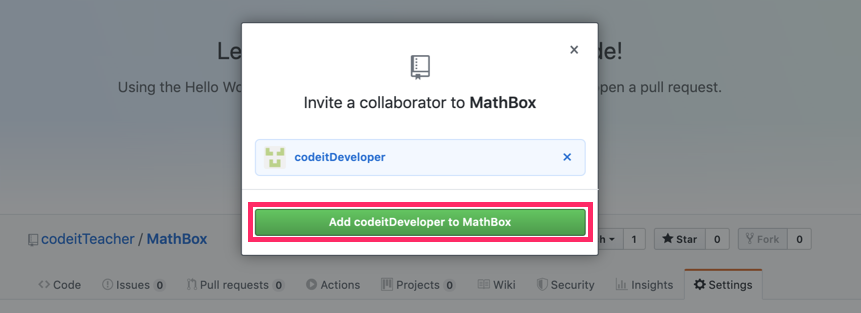 Le
de!
Using the Hello Wo
open a pull request.
×
Invite a collaborator to MathBox
codeitDeveloper ×
Add codeitDeveloper to MathBox
codeitTeacher / MathBox
h 1 Star 0 Fork 0
Code Issues 0 Pull requests 0 Actions Projects 0 Wiki Security Insights Settings